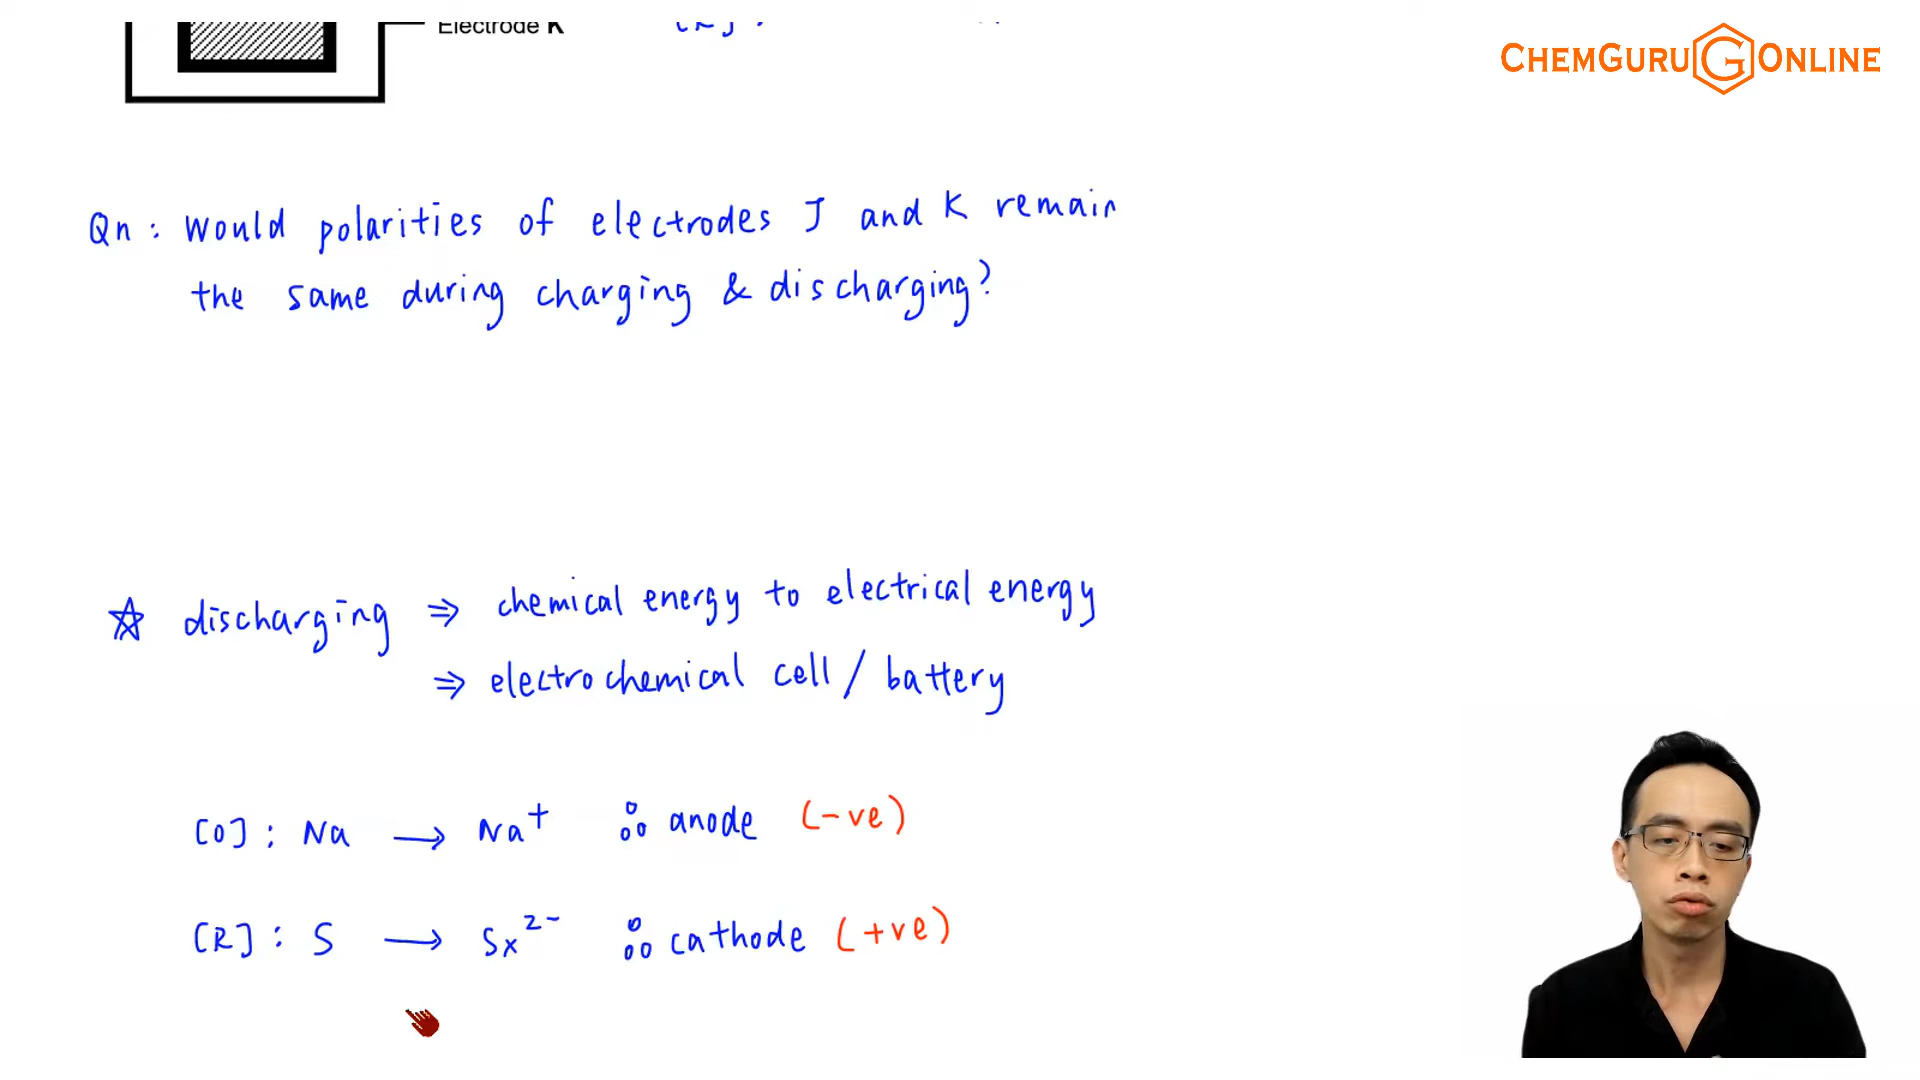 Electrode K
[R] :
CHEMGURU G ONLINE
Qn : Would polarities of electrodes J and K remain
the same during charging & discharging?
☆ discharging ⇒ chemical energy to electrical energy
⇒ electrochemical cell / battery
[O] : Na → Na⁺ ∴ anode (-ve)
[R] : S → Sx²⁻ ∴ cathode (+ve)